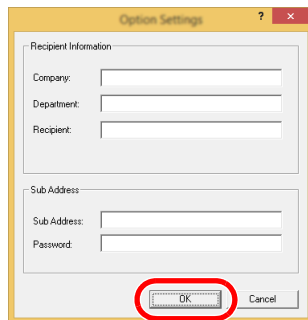 Option Settings ? ×
Recipient Information
Company:
Department:
Recipient:
Sub Address
Sub Address:
Password:
OK Cancel